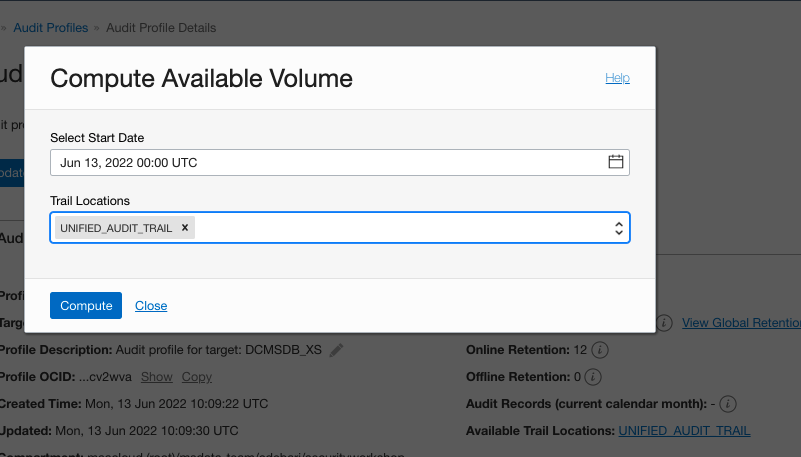 » Audit Profiles » Audit Profile Details
Compute Available Volume
Help
Select Start Date
Jun 13, 2022 00:00 UTC
Trail Locations
UNIFIED_AUDIT_TRAIL ×
Compute Close
View Global Retention
Profile Description: Audit profile for target: DCMSDB_XS
Online Retention: 12
Profile OCID: ...cv2wva Show Copy
Offline Retention: 0
Created Time: Mon, 13 Jun 2022 10:09:22 UTC
Audit Records (current calendar month): -
Updated: Mon, 13 Jun 2022 10:09:30 UTC
Available Trail Locations: UNIFIED_AUDIT_TRAIL